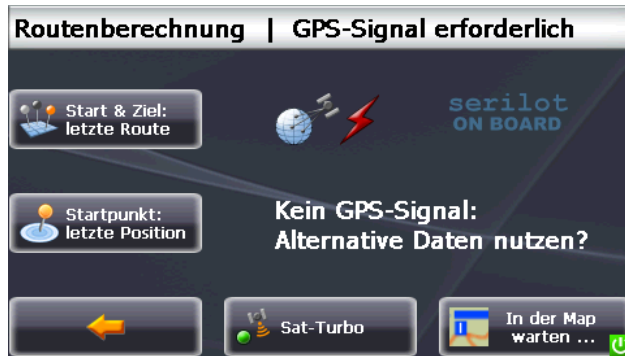 Routenberechnung | GPS-Signal erforderlich
Start & Ziel:
letzte Route
serilot
ON BOARD
Startpunkt:
letzte Position
Kein GPS-Signal:
Alternative Daten nutzen?
Sat-Turbo
In der Map
warten ...